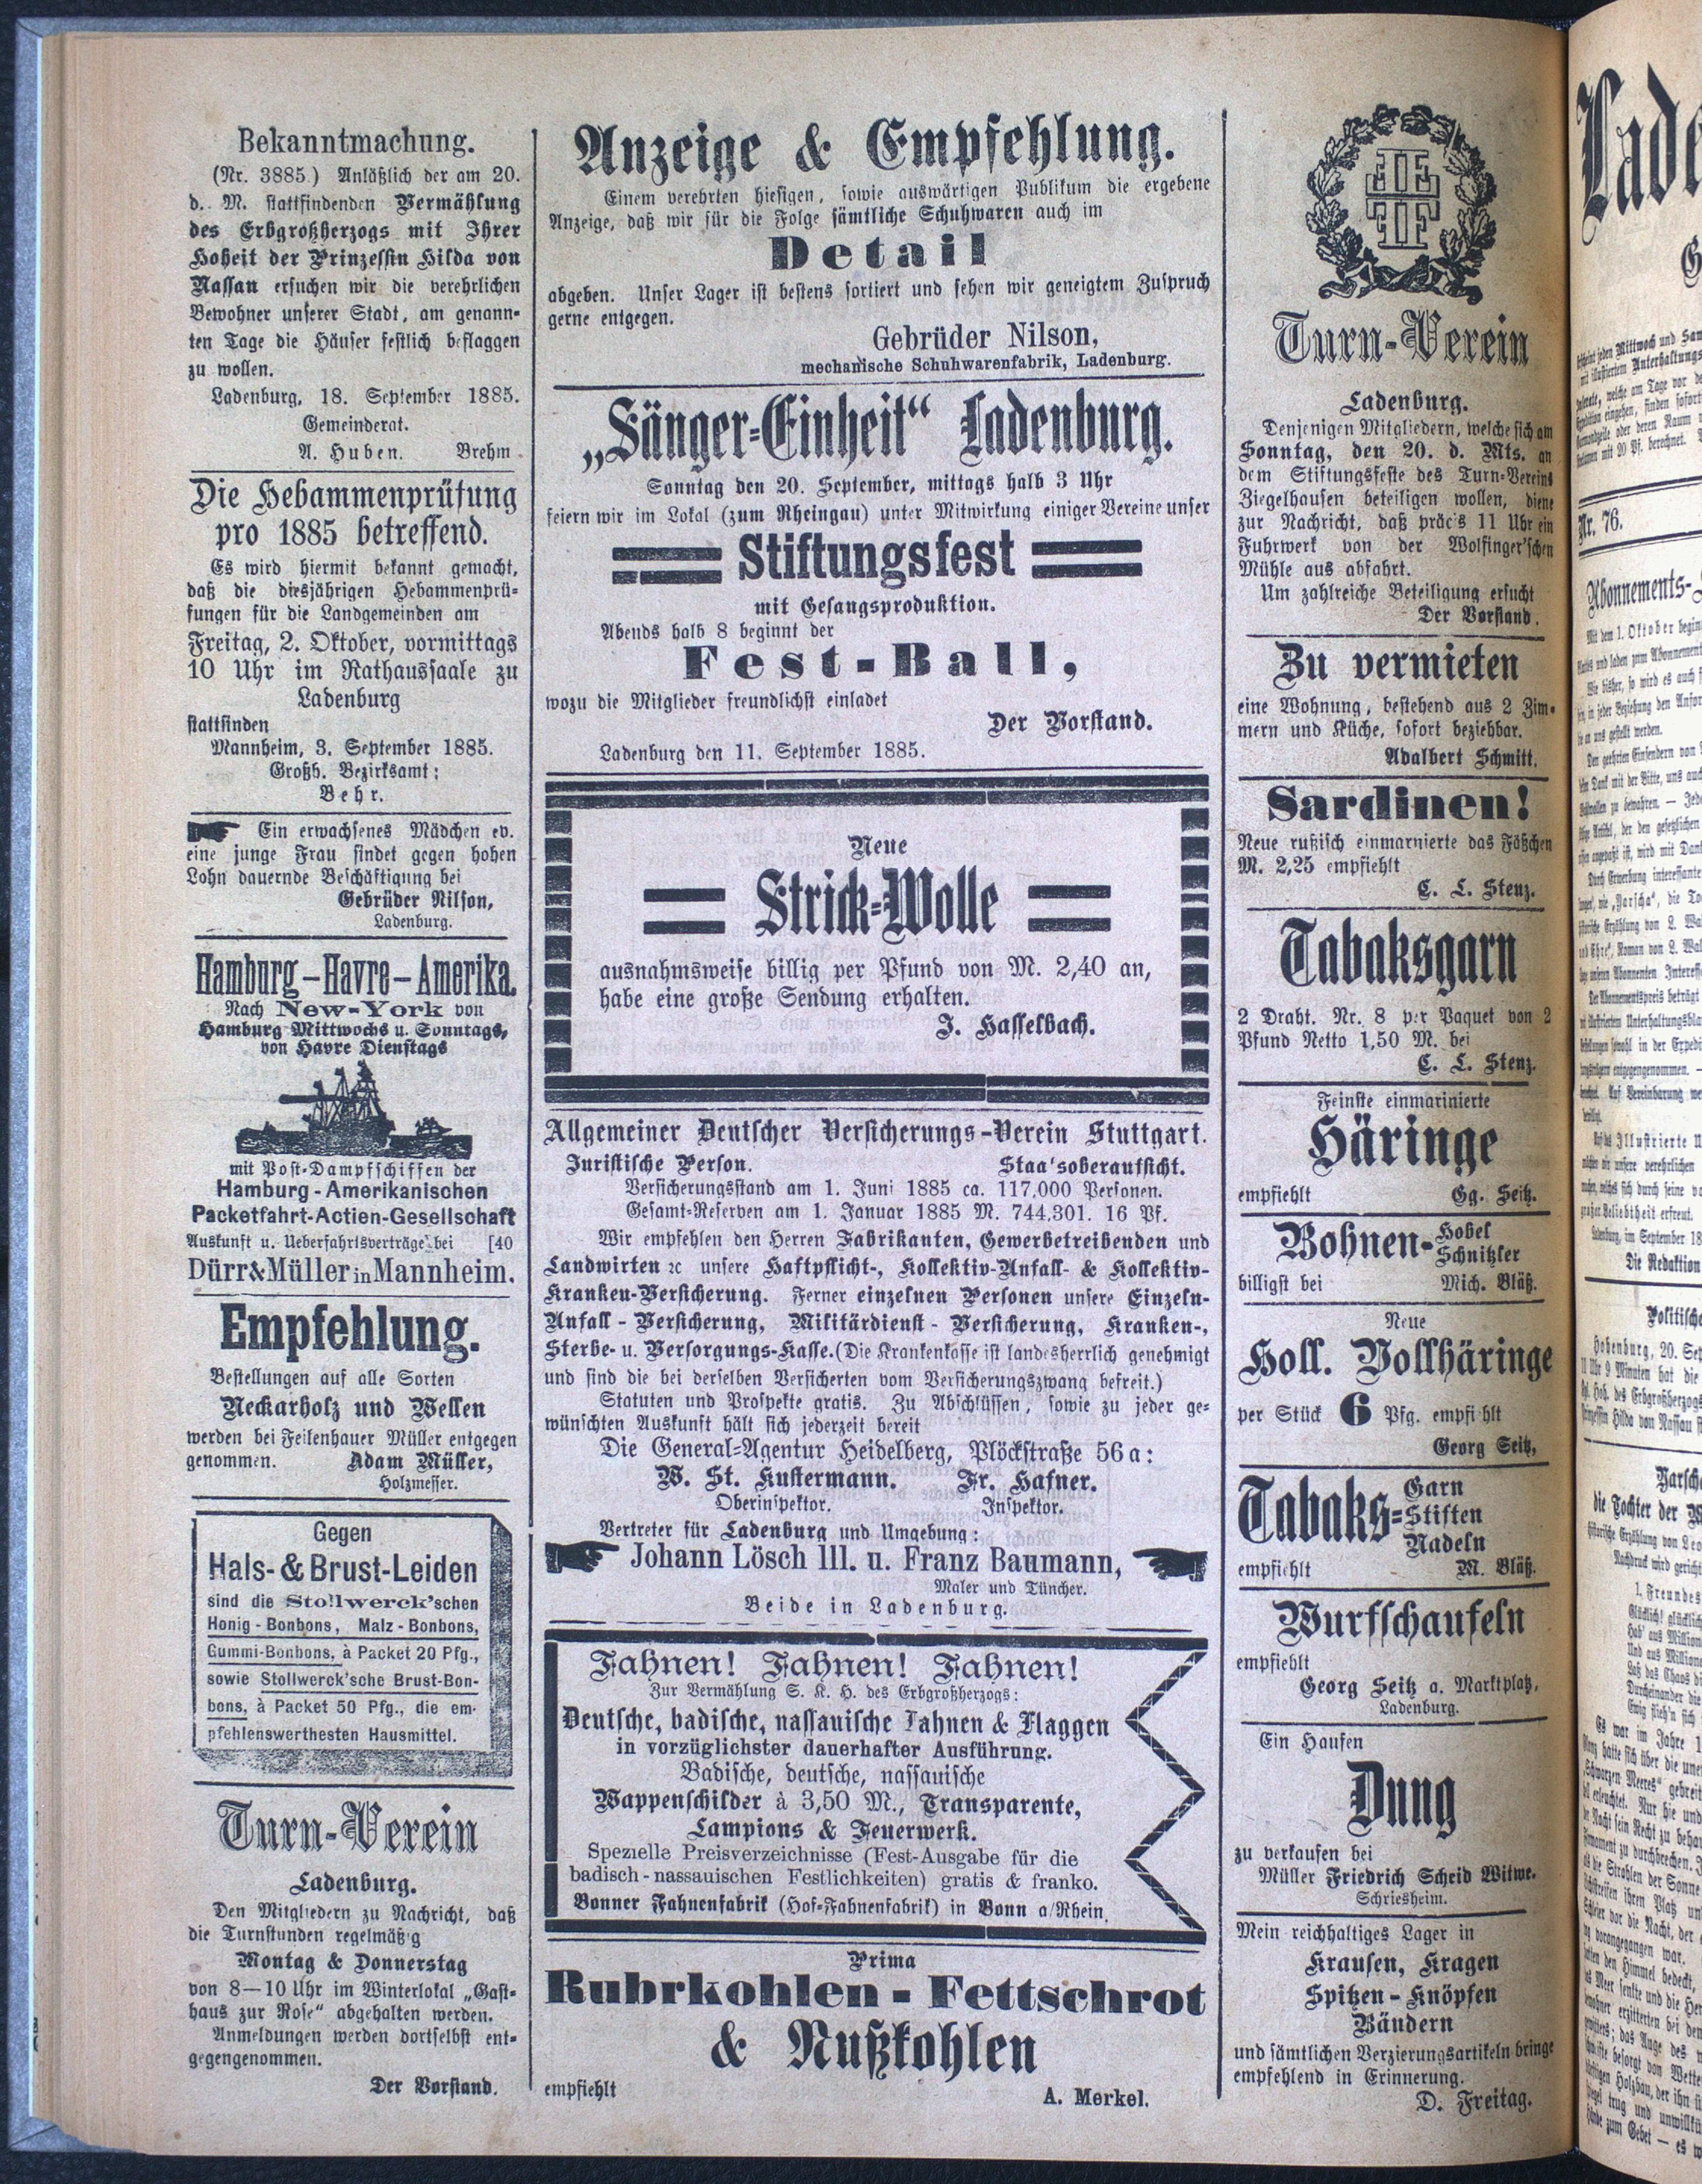 Bekanntmachung.
(Nr. 3885.) Anläßlich der am 20.
d. M. stattfindenden Vermählung
des Erbgroßherzogs mit Ihrer
Hoheit der Prinzessin Hilda von
Nassau ersuchen wir die verehrlichen
Bewohner unserer Stadt, am genann-
ten Tage die Häuser festlich beflaggen
zu wollen.
Ladenburg, 18. September 1885.
Gemeinderat.
A. Huben. Brehm.
Die Hebammenprüfung
pro 1885 betreffend.
Es wird hiermit bekannt gemacht,
daß die diesjährigen Hebammenprü-
fungen für die Landgemeinden am
Freitag, 2. Oktober, vormittags
10 Uhr im Rathaussaale zu
Ladenburg
stattfinden
Mannheim, 3. September 1885.
Großh. Bezirksamt:
Behr.
Ein erwachsenes Mädchen ev.
eine junge Frau findet gegen hohen
Lohn dauernde Beschäftigung bei
Gebrüder Nilson,
Ladenburg.
Hamburg-Havre-Amerika.
Nach New-York von
Hamburg Mittwochs u. Sonntags,
von Havre Dienstags
mit Post-Dampfschiffen der
Hamburg-Amerikanischen
Packetfahrt-Actien-Gesellschaft
Auskunft u. Ueberfahrtsverträge bei [40
Dürr&Müller in Mannheim.
Empfehlung.
Bestellungen auf alle Sorten
Neckarholz und Wellen
werden bei Feilenhauer Müller entgegen
genommen. Adam Müller,
Holzmesser.
Gegen
Hals- & Brust-Leiden
sind die Stollwerck'schen
Honig-Bonbons, Malz-Bonbons,
Gummi-Bonbons, à Packet 20 Pfg.,
sowie Stollwerck'sche Brust-Bon-
bons, à Packet 50 Pfg., die em-
pfehlenswerthesten Hausmittel.
Turn-Verein
Ladenburg.
Den Mitgliedern zu Nachricht, daß
die Turnstunden regelmäßig
Montag & Donnerstag
von 8—10 Uhr im Winterlokal „Gast-
haus zur Rose“ abgehalten werden.
Anmeldungen werden dortselbst ent-
gegengenommen.
Der Vorstand.
Anzeige & Empfehlung.
Einem verehrten hiesigen, sowie auswärtigen Publikum die ergebene
Anzeige, daß wir für die Folge sämtliche Schuhwaren auch im
Detail
abgeben. Unser Lager ist bestens sortiert und sehen wir geneigtem Zuspruch
gerne entgegen.
Gebrüder Nilson,
mechanische Schuhwarenfabrik, Ladenburg.
„Sänger-Einheit“ Ladenburg.
Sonntag den 20. September, mittags halb 3 Uhr
feiern wir im Lokal (zum Rheingau) unter Mitwirkung einiger Vereine unser
Stiftungsfest
mit Gesangsproduktion.
Abends halb 8 beginnt der
Fest-Ball,
wozu die Mitglieder freundlichst einladet
Der Vorstand.
Ladenburg den 11. September 1885.
Neue
Strick-Wolle
ausnahmsweise billig per Pfund von M. 2,40 an,
habe eine große Sendung erhalten.
J. Hasselbach.
Allgemeiner Deutscher Versicherungs-Verein Stuttgart.
Juristische Person. Staa'soberaufsicht.
Versicherungsstand am 1. Juni 1885 ca. 117,000 Personen.
Gesamt-Reserven am 1. Januar 1885 M. 744,301. 16 Pf.
Wir empfehlen den Herren Fabrikanten, Gewerbetreibenden und
Landwirten ꝛc unsere Haftpflicht-, Kollektiv-Unfall- & Kollektiv-
Kranken-Versicherung. Ferner einzelnen Personen unsere Einzeln-
Unfall-Versicherung, Militärdienst-Versicherung, Kranken-,
Sterbe- u. Versorgungs-Kasse. (Die Krankenkasse ist landesherrlich genehmigt
und sind die bei derselben Versicherten vom Versicherungszwang befreit.)
Statuten und Prospekte gratis. Zu Abschlüssen, sowie zu jeder ge-
wünschten Auskunft hält sich jederzeit bereit
Die General-Agentur Heidelberg, Plöckstraße 56a:
W. St. Kustermann. Fr. Hafner.
Oberinspektor. Inspektor.
Vertreter für Ladenburg und Umgebung:
Johann Lösch III. u. Franz Baumann,
Maler und Tüncher.
Beide in Ladenburg.
Fahnen! Fahnen! Fahnen!
Zur Vermählung S. K. H. des Erbgroßherzogs:
Deutsche, badische, nassauische Fahnen & Flaggen
in vorzüglichster dauerhafter Ausführung.
Badische, deutsche, nassauische
Wappenschilder à 3,50 M., Transparente,
Lampions & Feuerwerk.
Spezielle Preisverzeichnisse (Fest-Ausgabe für die
badisch-nassauischen Festlichkeiten) gratis & franko.
Bonner Fahnenfabrik (Hof-Fahnenfabrik) in Bonn a/Rhein.
Prima
Ruhrkohlen-Fettschrot
& Nußkohlen
empfiehlt
A. Merkel.
Turn-Verein
Ladenburg.
Denjenigen Mitgliedern, welche sich am
Sonntag, den 20. d. Mts. an
dem Stiftungsfeste des Turn-Vereins
Ziegelhausen beteiligen wollen, diene
zur Nachricht, daß präcis 11 Uhr ein
Fuhrwerk von der Wolfinger'schen
Mühle aus abfahrt.
Um zahlreiche Beteiligung ersucht
Der Vorstand.
Zu vermieten
eine Wohnung, bestehend aus 2 Zim-
mern und Küche, sofort beziehbar.
Adalbert Schmitt.
Sardinen!
Neue rußisch einmarnierte das Fäßchen
M. 2,25 empfiehlt
C. L. Stenz.
Tabaksgarn
2 Draht. Nr. 8 per Paquet von 2
Pfund Netto 1,50 M. bei
C. L. Stenz.
Feinste einmarinierte
Häringe
empfiehlt Gg. Seitz.
Bohnen-Hobel
Schnitzler
billigst bei Mich. Bläß.
Neue
Holl. Vollhäringe
per Stück 6 Pfg. empfiehlt
Georg Seitz,
Tabaks-Garn
Stiften
Nadeln
empfiehlt M. Bläß.
Wurfschaufeln
empfiehlt
Georg Seitz a. Marktplatz,
Ladenburg.
Ein Haufen
Dung
zu verkaufen bei
Müller Friedrich Scheid Witwe.
Schriesheim.
Mein reichhaltiges Lager in
Krausen, Kragen
Spitzen-Knöpfen
Bändern
und sämtlichen Verzierungsartikeln bringe
empfehlend in Erinnerung.
D. Freitag.
Lade
Nr. 76.
Abonnements-
Mit dem 1. Oktober
Die Redaktion